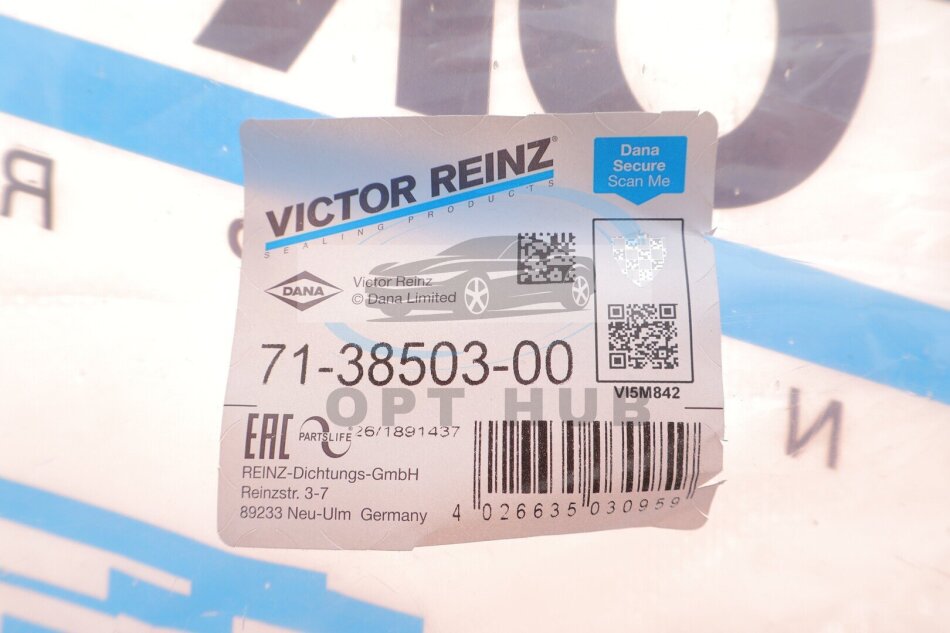 VICTOR REINZ®
SEALING PRODUCTS
Dana
Secure
Scan Me
DANA
Victor Reinz
© Dana Limited
71-38503-00
VI5M842
OPT HUB
EAC PARTSLIFE 26/1891437
REINZ-Dichtungs-GmbH
Reinzstr. 3-7
89233 Neu-Ulm Germany
4 026635 030959